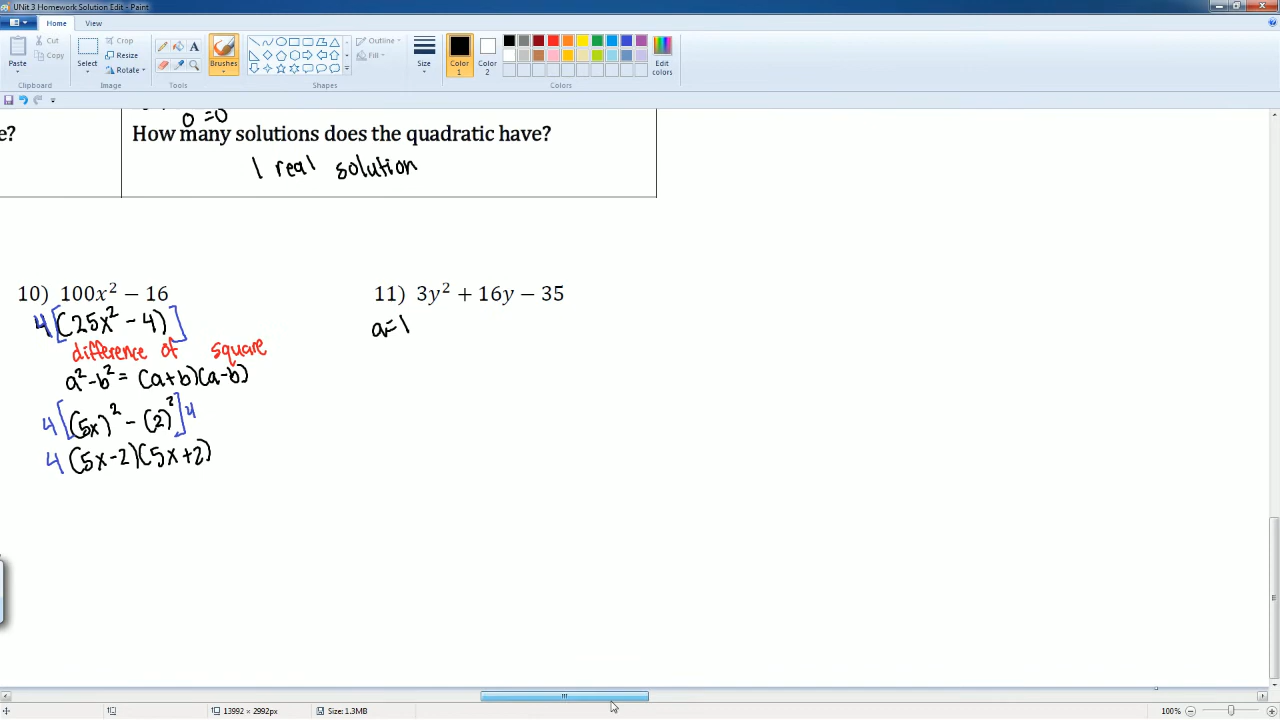 UNit 3 Homework Solution Edit - Paint
Home View
Cut
Copy
Paste
Clipboard
Crop
Resize
Rotate
Select
Image
A
Tools
Brushes
Outline
Fill
Shapes
Size
Color 1
Color 2
Edit colors
Colors
0 =0
e? How many solutions does the quadratic have?
1 real solution
10) 100x² − 16
4[(25x² - 4)]
difference of square
a²-b² = (a+b)(a-b)
4[(5x)² - (2)²]4
4(5x-2)(5x+2)
11) 3y² + 16y − 35
a=1
13992 × 2992px
Size: 1.3MB
100%